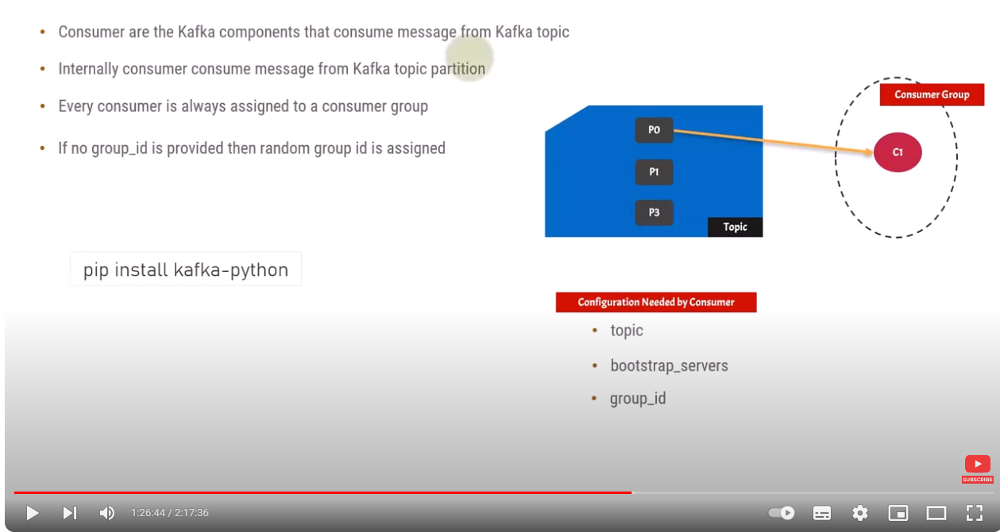 Consumer are the Kafka components that consume message from Kafka topic
Internally consumer consume message from Kafka topic partition
Every consumer is always assigned to a consumer group
If no group_id is provided then random group id is assigned
pip install kafka-python
Consumer Group
P0
C1
P1
P3
Topic
Configuration Needed by Consumer
topic
bootstrap_servers
group_id
SUBSCRIBE
1:26:44 / 2:17:36